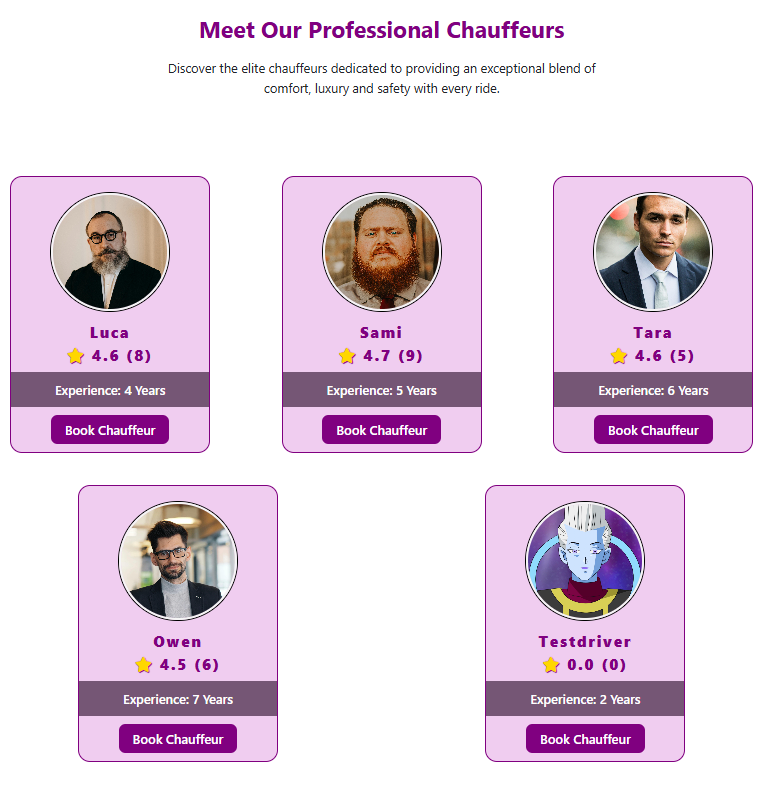 Meet Our Professional Chauffeurs
Discover the elite chauffeurs dedicated to providing an exceptional blend of
comfort, luxury and safety with every ride.
Luca
4.6 (8)
Experience: 4 Years
Book Chauffeur
Sami
4.7 (9)
Experience: 5 Years
Book Chauffeur
Tara
4.6 (5)
Experience: 6 Years
Book Chauffeur
Owen
4.5 (6)
Experience: 7 Years
Book Chauffeur
Testdriver
0.0 (0)
Experience: 2 Years
Book Chauffeur